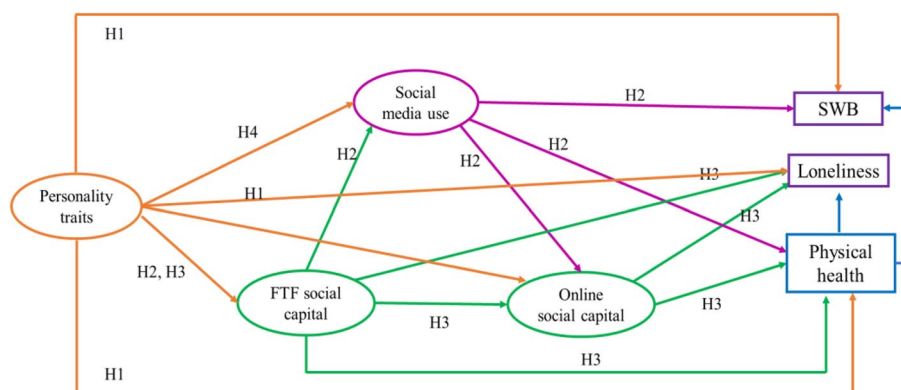 H1
Social
media use
H2
SWB
H4
H2
H2
H2
H1
H3
Loneliness
Personality
traits
H3
H2, H3
Physical
health
FTF social
capital
Online
social capital
H3
H3
H3
H1